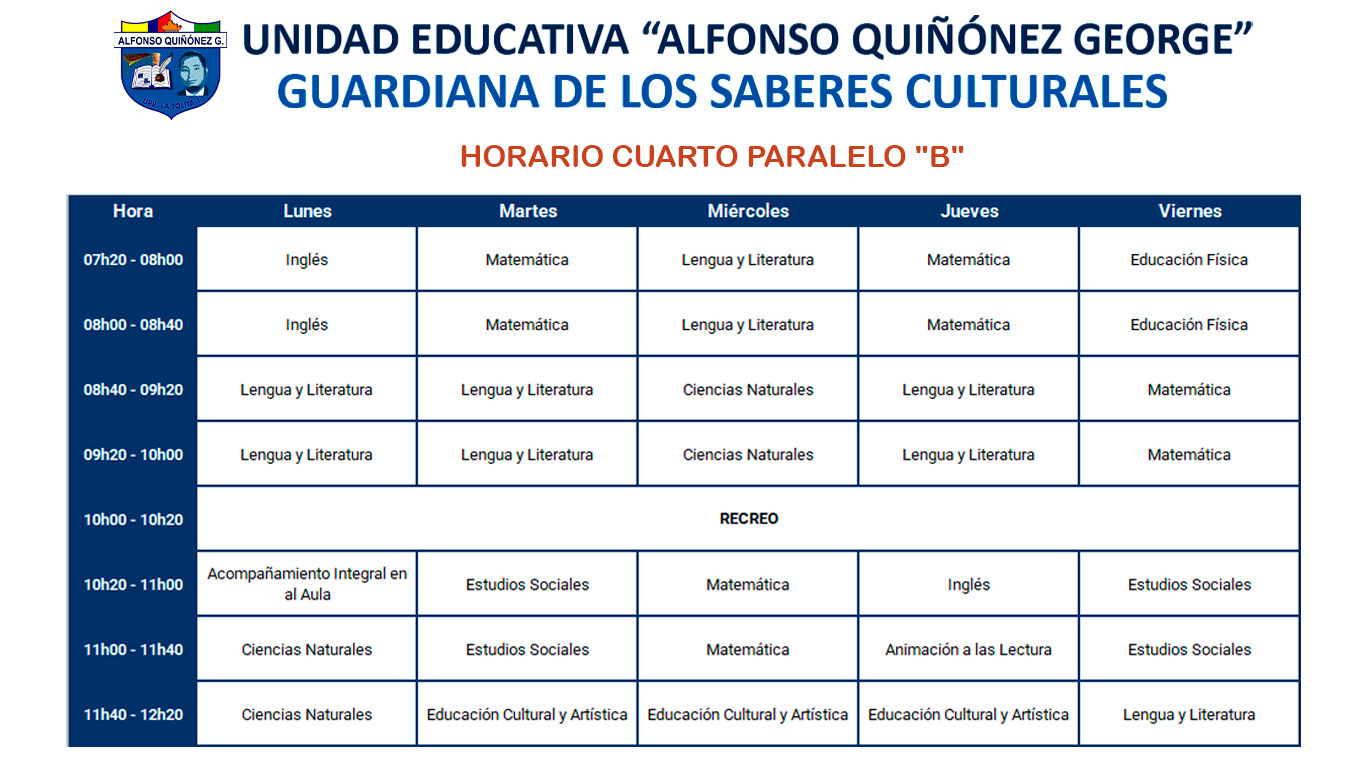 ALFONSO QUIÑÓNEZ G.
UNIDAD EDUCATIVA “ALFONSO QUIÑÓNEZ GEORGE”
URB. LA TOLITA 1
GUARDIANA DE LOS SABERES CULTURALES
HORARIO CUARTO PARALELO "B"
Hora Lunes Martes Miércoles Jueves Viernes
07h20 - 08h00 Inglés Matemática Lengua y Literatura Matemática Educación Física
08h00 - 08h40 Inglés Matemática Lengua y Literatura Matemática Educación Física
08h40 - 09h20 Lengua y Literatura Lengua y Literatura Ciencias Naturales Lengua y Literatura Matemática
09h20 - 10h00 Lengua y Literatura Lengua y Literatura Ciencias Naturales Lengua y Literatura Matemática
10h00 - 10h20 RECREO
10h20 - 11h00 Acompañamiento Integral en
al Aula Estudios Sociales Matemática Inglés Estudios Sociales
11h00 - 11h40 Ciencias Naturales Estudios Sociales Matemática Animación a las Lectura Estudios Sociales
11h40 - 12h20 Ciencias Naturales Educación Cultural y Artística Educación Cultural y Artística Educación Cultural y Artística Lengua y Literatura